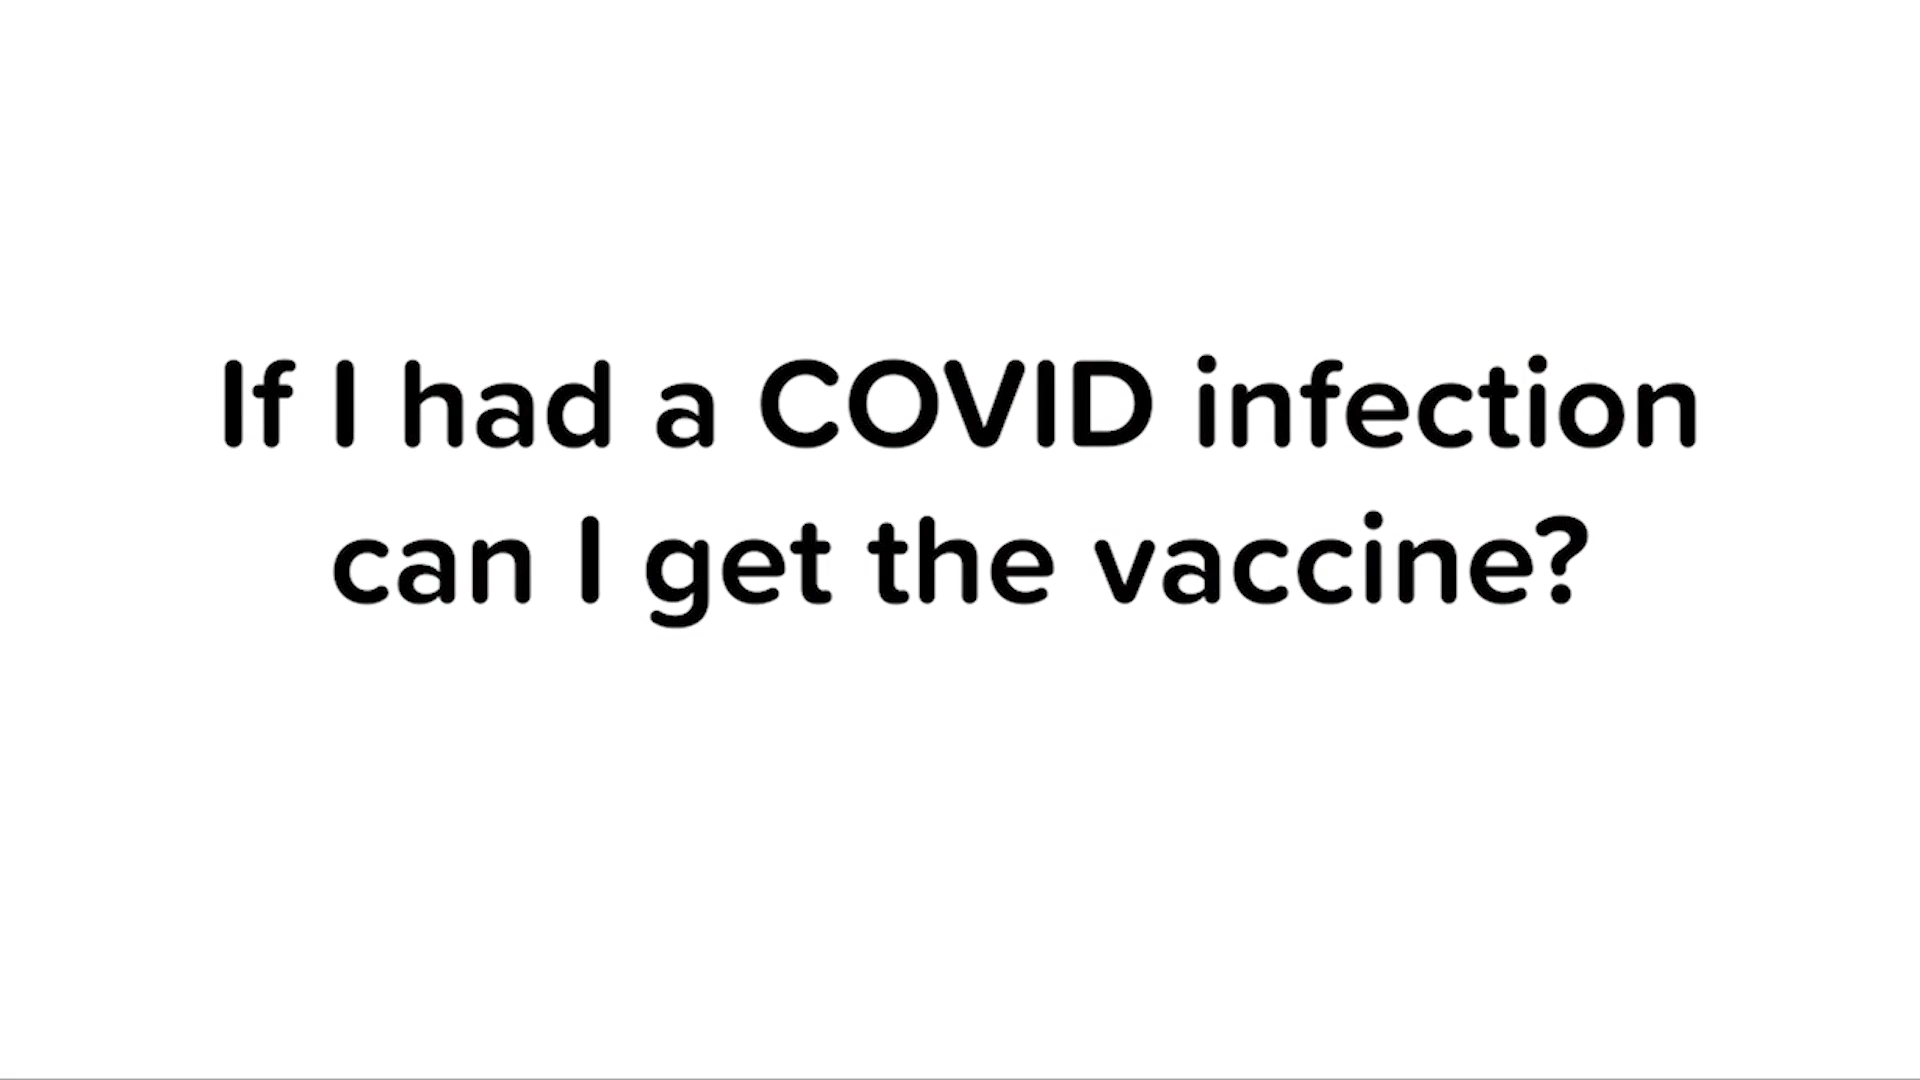 If I had a COVID infection
can I get the vaccine?